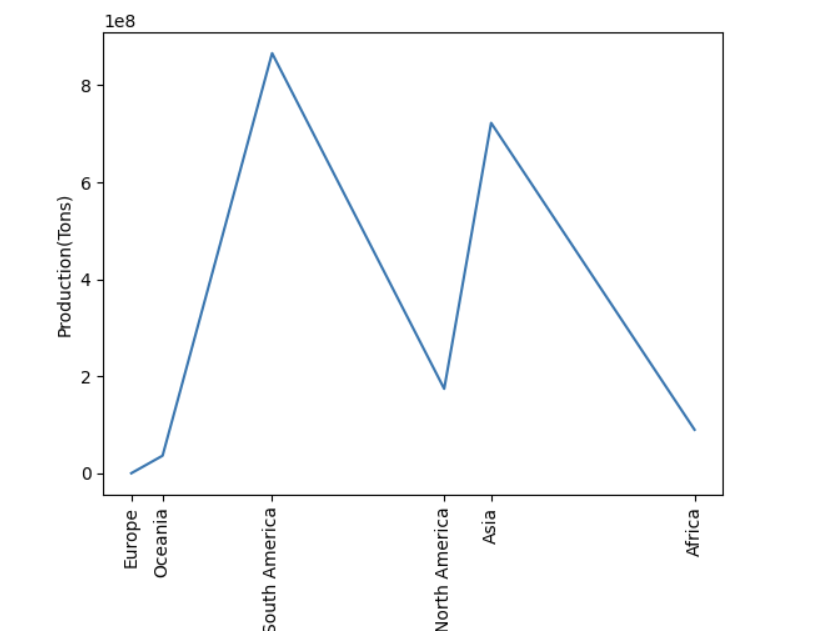 1e8
8
6
4
2
0
Production(Tons)
Europe
Oceania
South America
North America
Asia
Africa